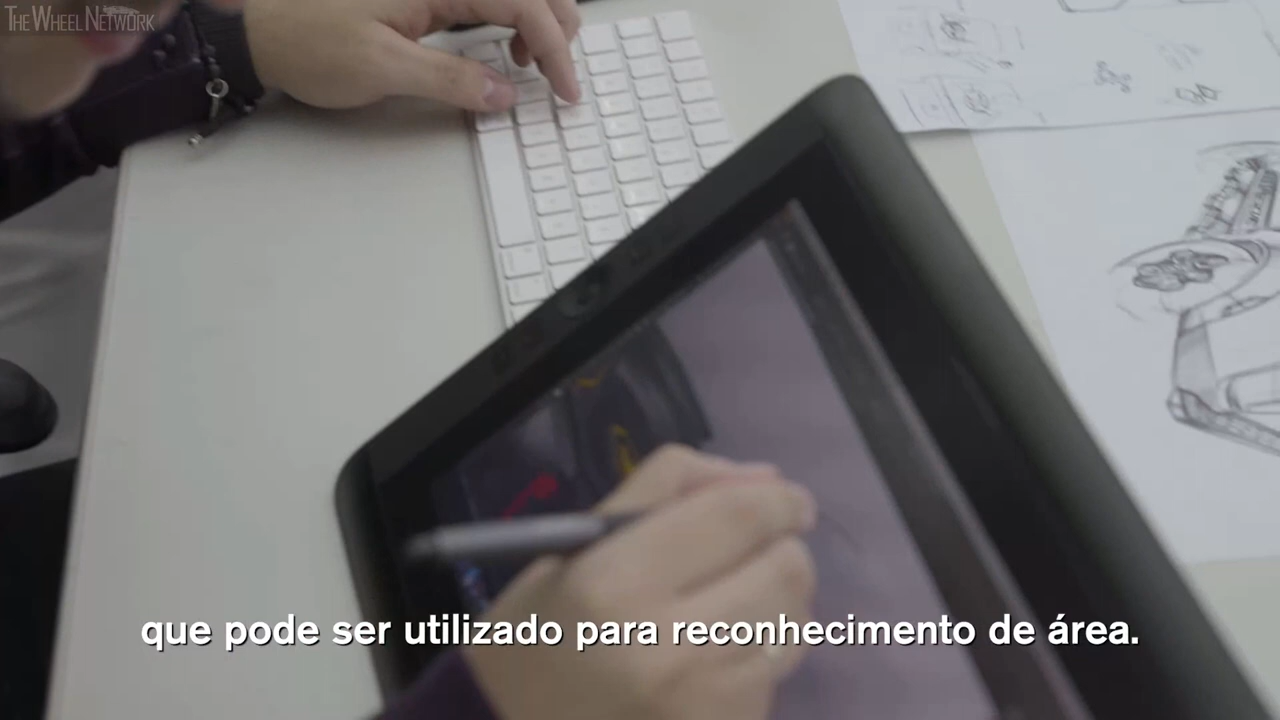 THE WHEEL NETWORK
que pode ser utilizado para reconhecimento de área.